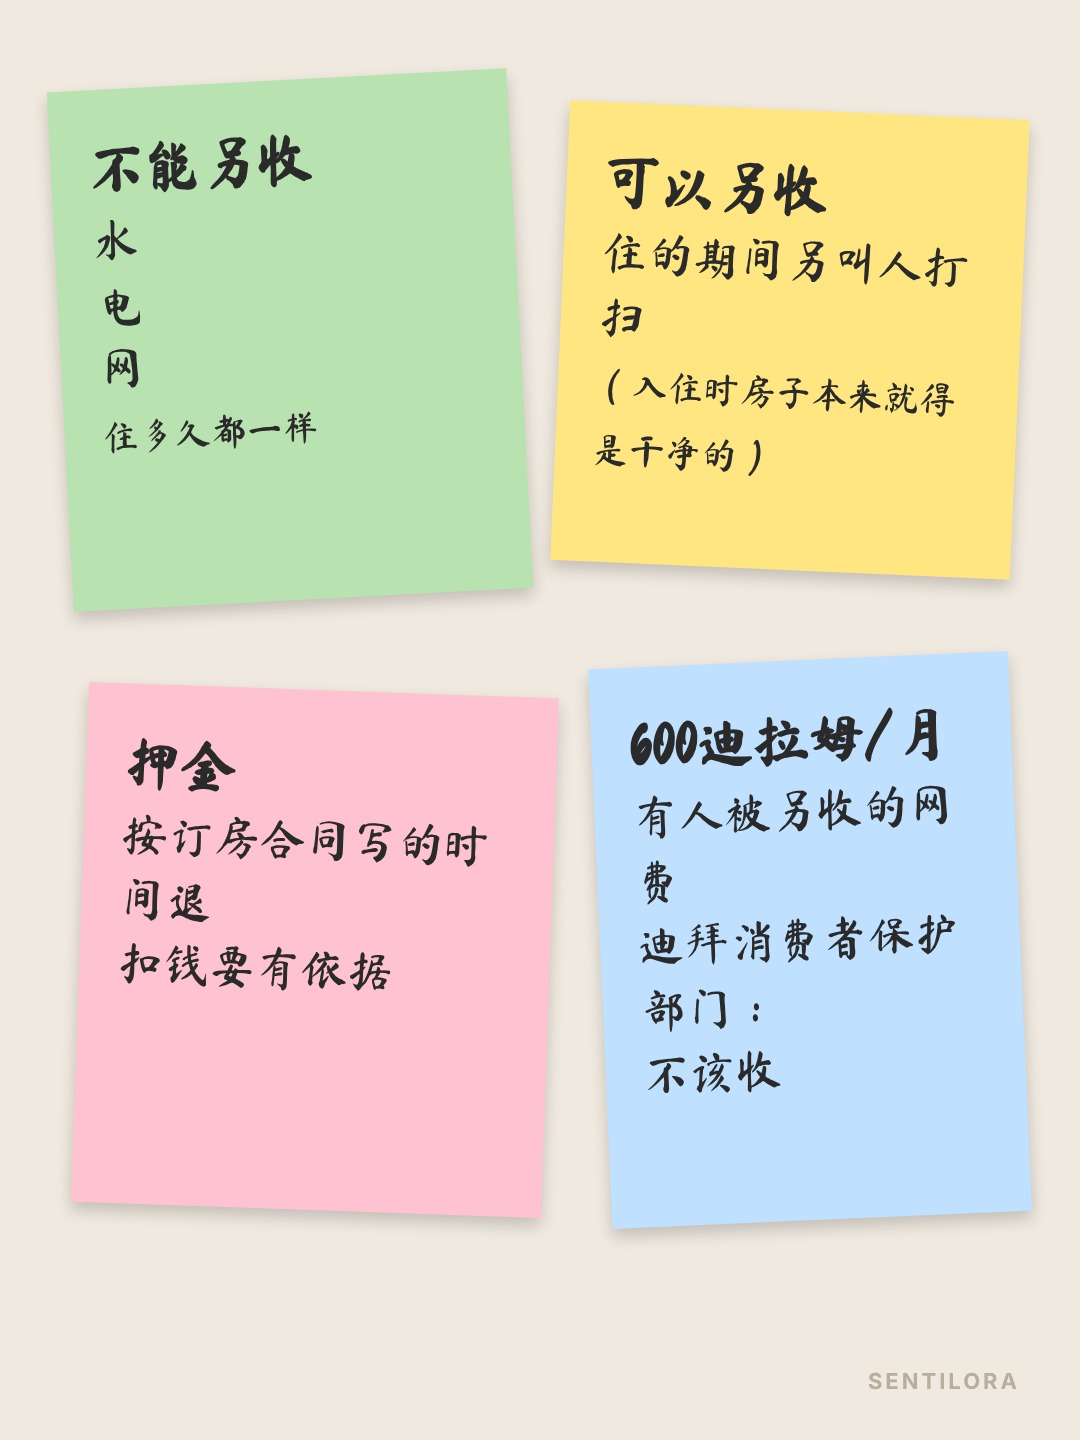 不能另收
水
电
网
住多久都一样
可以另收
住的期间另叫人打
扫
（入住时房子本来就得
是干净的）
押金
按订房合同写的时
间退
扣钱要有依据
600迪拉姆/月
有人被另收的网
费
迪拜消费者保护
部门：
不该收
SENTILORA